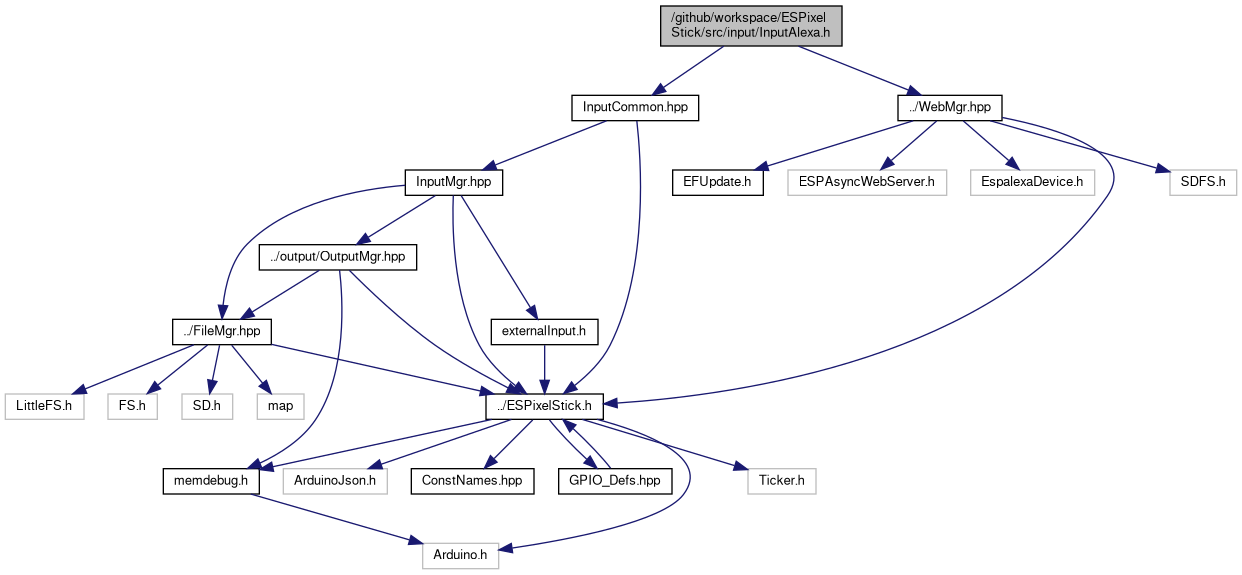 /github/workspace/ESPixel
Stick/src/input/InputAlexa.h
InputCommon.hpp
../WebMgr.hpp
InputMgr.hpp
EFUpdate.h
ESPAsyncWebServer.h
EspalexaDevice.h
SDFS.h
../output/OutputMgr.hpp
../FileMgr.hpp
externalInput.h
LittleFS.h
FS.h
SD.h
map
../ESPixelStick.h
memdebug.h
ArduinoJson.h
ConstNames.hpp
GPIO_Defs.hpp
Ticker.h
Arduino.h